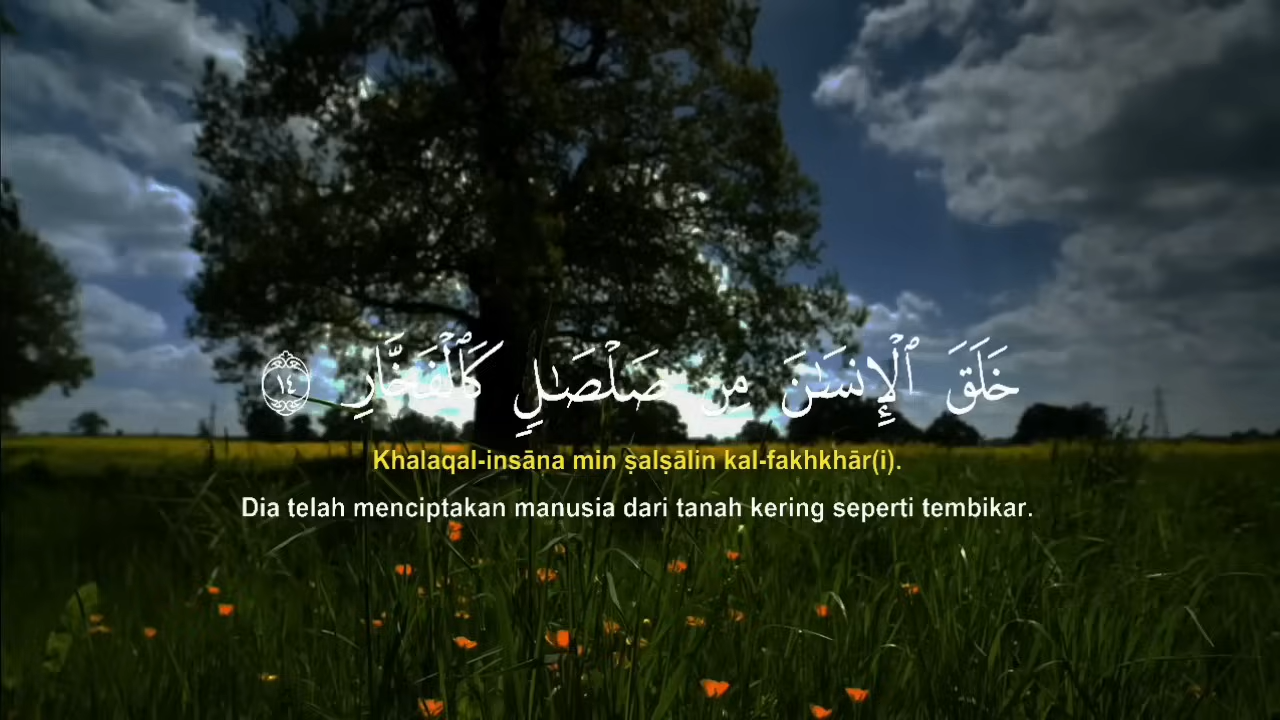 خَلَقَ ٱلْإِنسَـٰنَ مِن صَلْصَـٰلٍ كَٱلْفَخَّارِ ١٤
Khalaqal-insāna min ṣalṣālin kal-fakhkhār(i).
Dia telah menciptakan manusia dari tanah kering seperti tembikar.